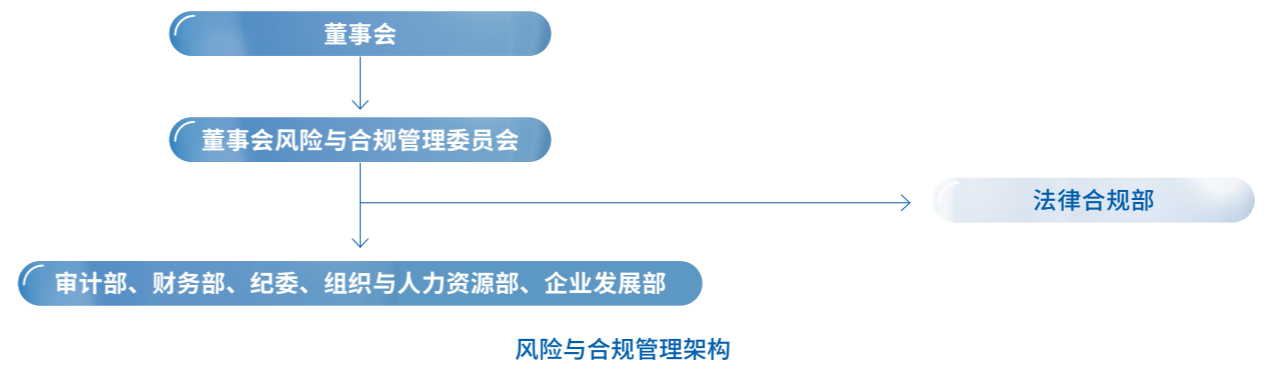 董事会
董事会风险与合规管理委员会
法律合规部
审计部、财务部、纪委、组织与人力资源部、企业发展部
风险与合规管理架构